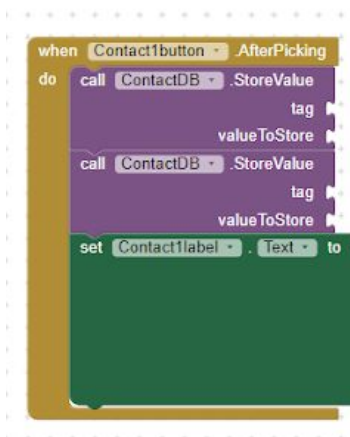 when Contact1button .AfterPicking
do call ContactDB .StoreValue
tag
valueToStore
call ContactDB .StoreValue
tag
valueToStore
set Contact1label . Text to